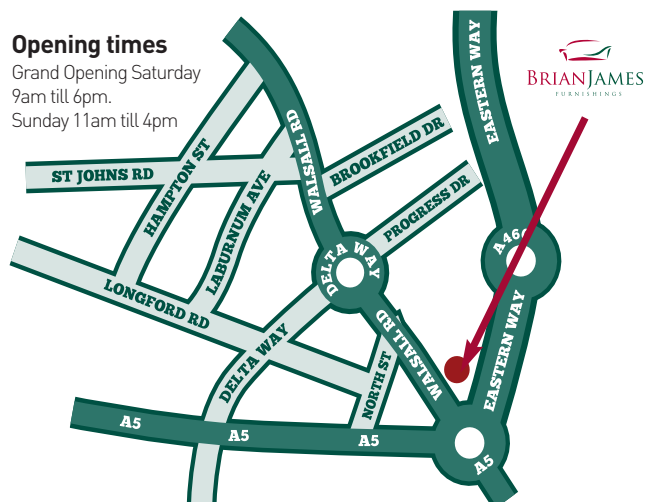 Opening times
Grand Opening Saturday
9am till 6pm.
Sunday 11am till 4pm
BRIANJAMES
FURNISHINGS
EASTERN WAY
WALSALL RD
BROOKFIELD DR
ST JOHNS RD
HAMPTON ST
LABURNUM AVE
PROGRESS DR
DELTA WAY
LONGFORD RD
DELTA WAY
WALSALL RD
NORTH ST
EASTERN WAY
A5
A5
A5
A5